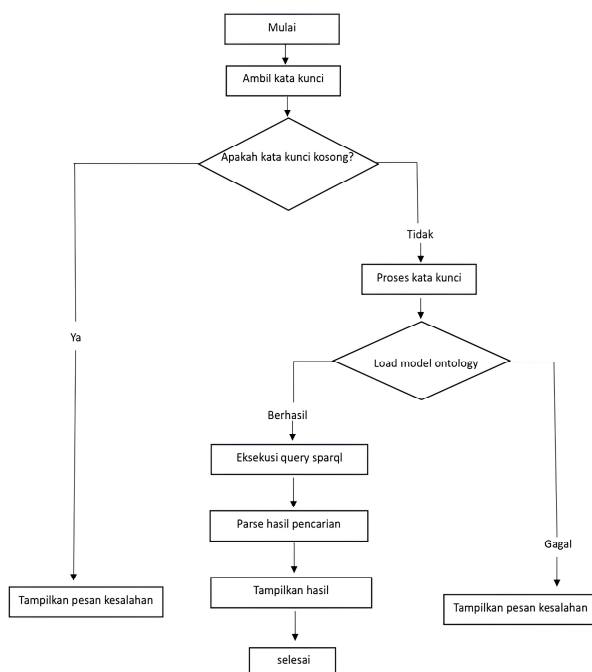 Mulai
Ambil kata kunci
Apakah kata kunci kosong?
Tidak
Proses kata kunci
Ya
Load model ontology
Berhasil
Eksekusi query sparql
Parse hasil pencarian
Gagal
Tampilkan pesan kesalahan
Tampilkan hasil
Tampilkan pesan kesalahan
selesai